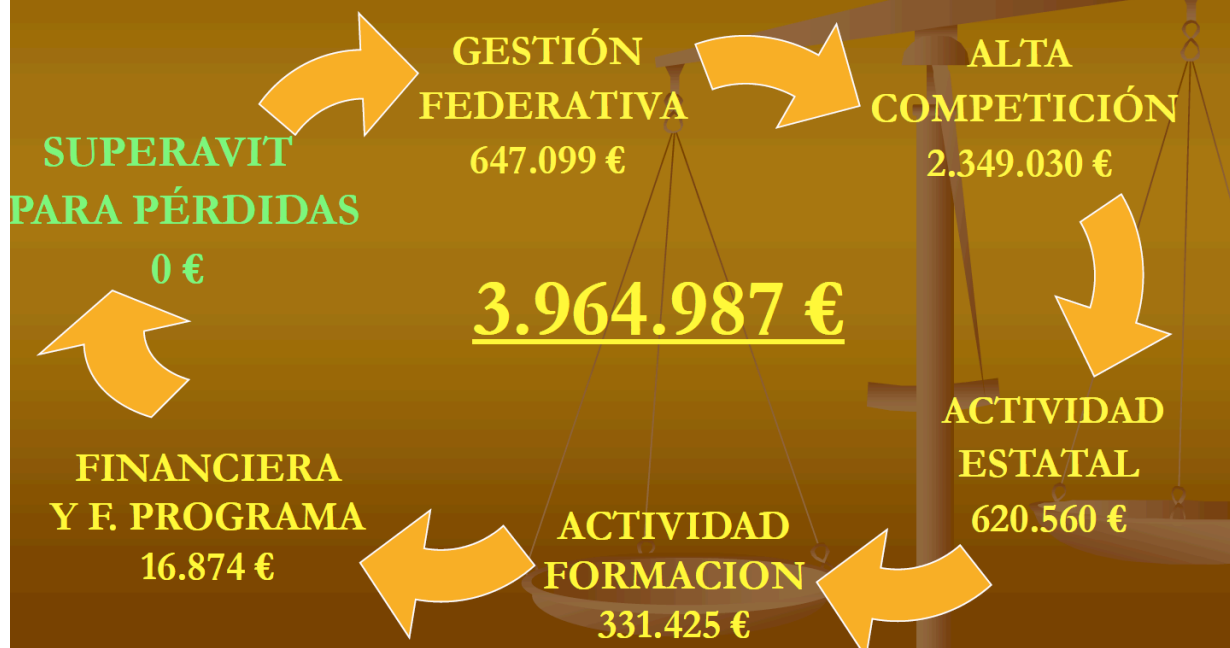 GESTIÓN
FEDERATIVA
647.099 €
ALTA
COMPETICIÓN
2.349.030 €
SUPERAVIT
PARA PÉRDIDAS
0 €
3.964.987 €
ACTIVIDAD
ESTATAL
620.560 €
FINANCIERA
Y F. PROGRAMA
16.874 €
ACTIVIDAD
FORMACION
331.425 €